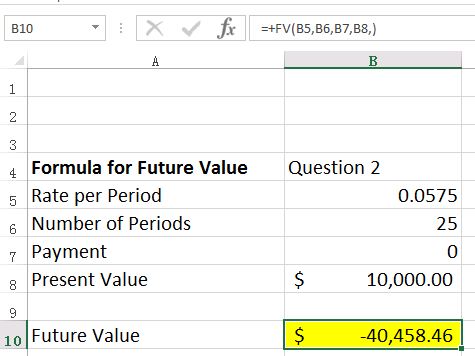 B10 fx =+FV(B5,B6,B7,B8,)
A B
1
2
3
4 Formula for Future Value Question 2
5 Rate per Period 0.0575
6 Number of Periods 25
7 Payment 0
8 Present Value $ 10,000.00
9
10 Future Value $ -40,458.46